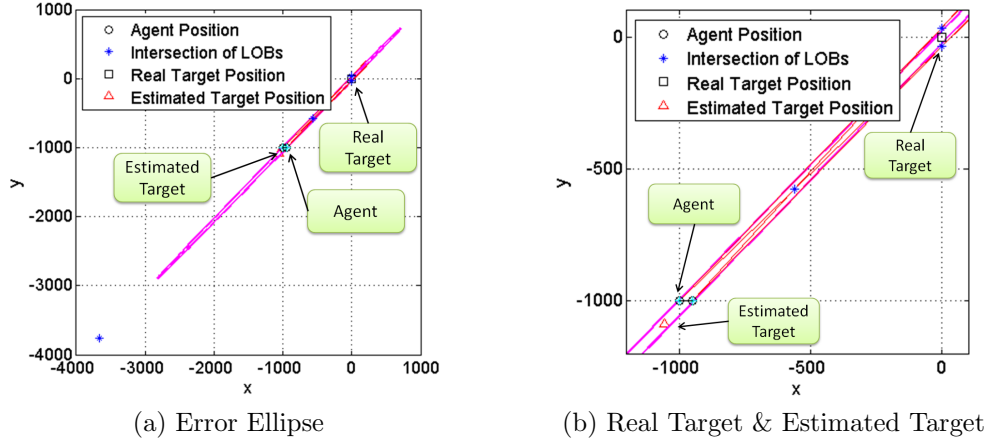 1000
0
-1000
-2000
-3000
-4000
y
Agent Position
Intersection of LOBs
Real Target Position
Estimated Target Position
Estimated
Target
Real
Target
Agent
-4000 -3000 -2000 -1000 0 1000
x
(a) Error Ellipse
0
-500
-1000
y
Agent Position
Intersection of LOBs
Real Target Position
Estimated Target Position
Real
Target
Agent
Estimated
Target
-1000 -500 0
x
(b) Real Target & Estimated Target